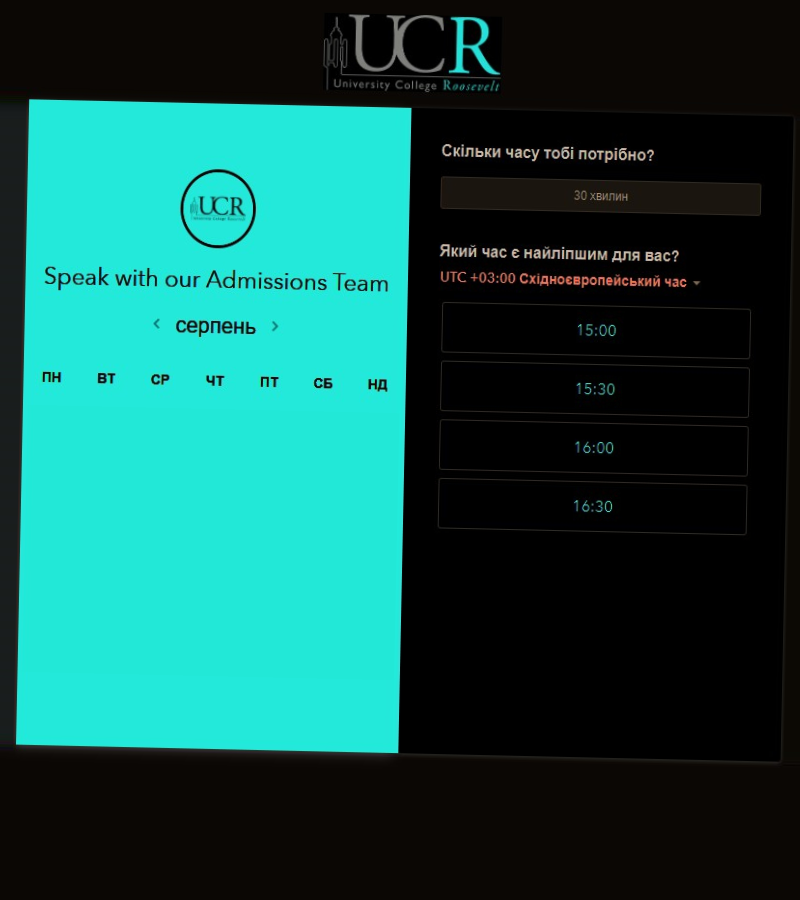 UCR
University College Roosevelt
UCR
Speak with our Admissions Team
серпень
ПН ВТ СР ЧТ ПТ СБ НД
Скільки часу тобі потрібно?
30 хвилин
Який час є найліпшим для вас?
UTC +03:00 Східноєвропейський час
15:00
15:30
16:00
16:30